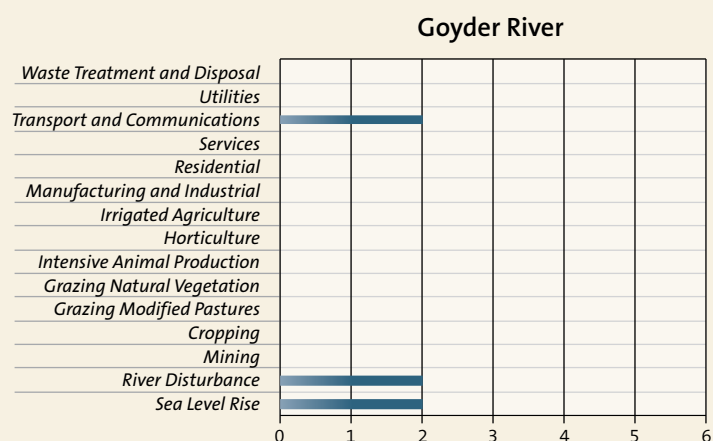 Goyder River
Waste Treatment and Disposal
Utilities
Transport and Communications
Services
Residential
Manufacturing and Industrial
Irrigated Agriculture
Horticulture
Intensive Animal Production
Grazing Natural Vegetation
Grazing Modified Pastures
Cropping
Mining
River Disturbance
Sea Level Rise
0 1 2 3 4 5 6